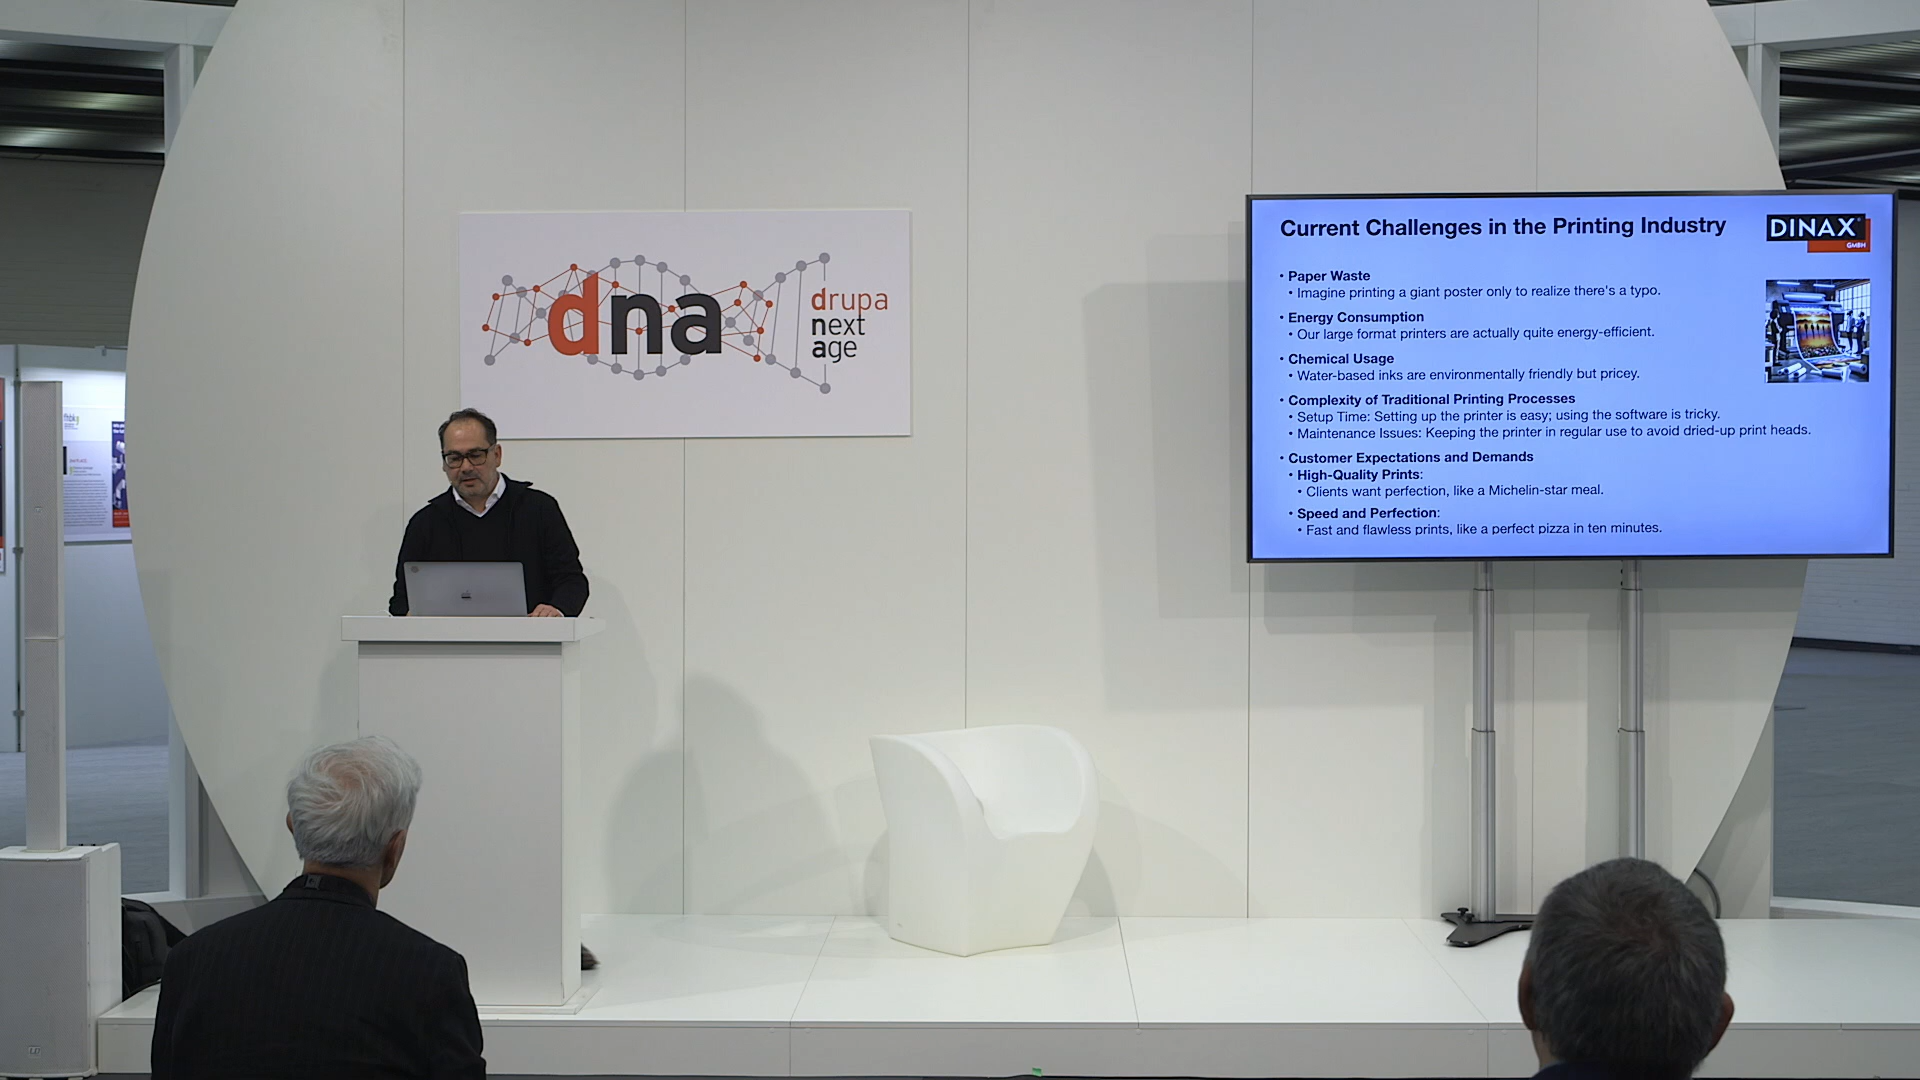 dna
drupa
next
age
Current Challenges in the Printing Industry
DINAX
GMBH
• Paper Waste
• Imagine printing a giant poster only to realize there's a typo.
• Energy Consumption
• Our large format printers are actually quite energy-efficient.
• Chemical Usage
• Water-based inks are environmentally friendly but pricey.
• Complexity of Traditional Printing Processes
• Setup Time: Setting up the printer is easy; using the software is tricky.
• Maintenance Issues: Keeping the printer in regular use to avoid dried-up print heads.
• Customer Expectations and Demands
• High-Quality Prints:
• Clients want perfection, like a Michelin-star meal.
• Speed and Perfection:
• Fast and flawless prints, like a perfect pizza in ten minutes.